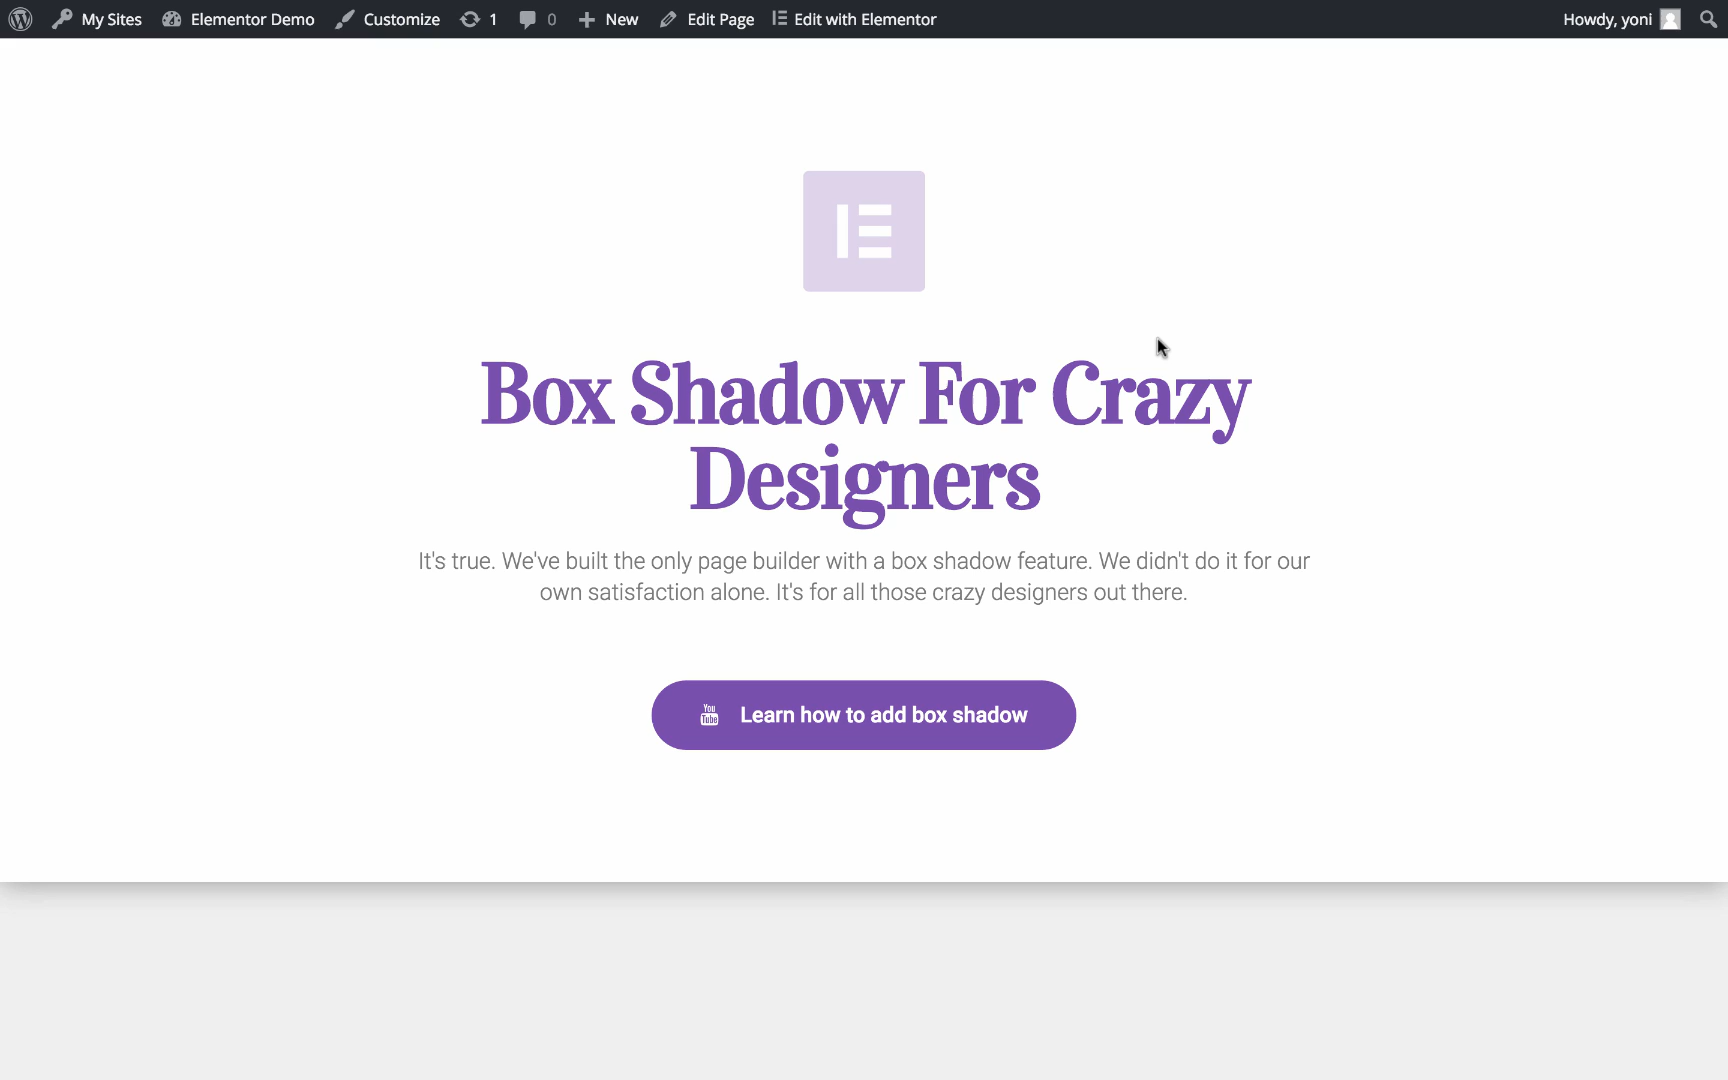 My Sites Elementor Demo Customize 1 0 New Edit Page Edit with Elementor Howdy, yoni
Box Shadow For Crazy
Designers
It's true. We've built the only page builder with a box shadow feature. We didn't do it for our
own satisfaction alone. It's for all those crazy designers out there.
You
Tube Learn how to add box shadow